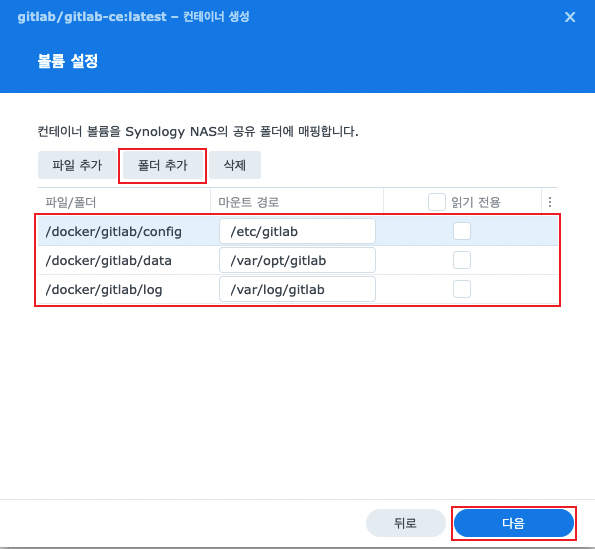 gitlab/gitlab-ce:latest – 컨테이너 생성
볼륨 설정
컨테이너 볼륨을 Synology NAS의 공유 폴더에 매핑합니다.
파일 추가 폴더 추가 삭제
파일/폴더 마운트 경로 읽기 전용
/docker/gitlab/config /etc/gitlab
/docker/gitlab/data /var/opt/gitlab
/docker/gitlab/log /var/log/gitlab
뒤로 다음